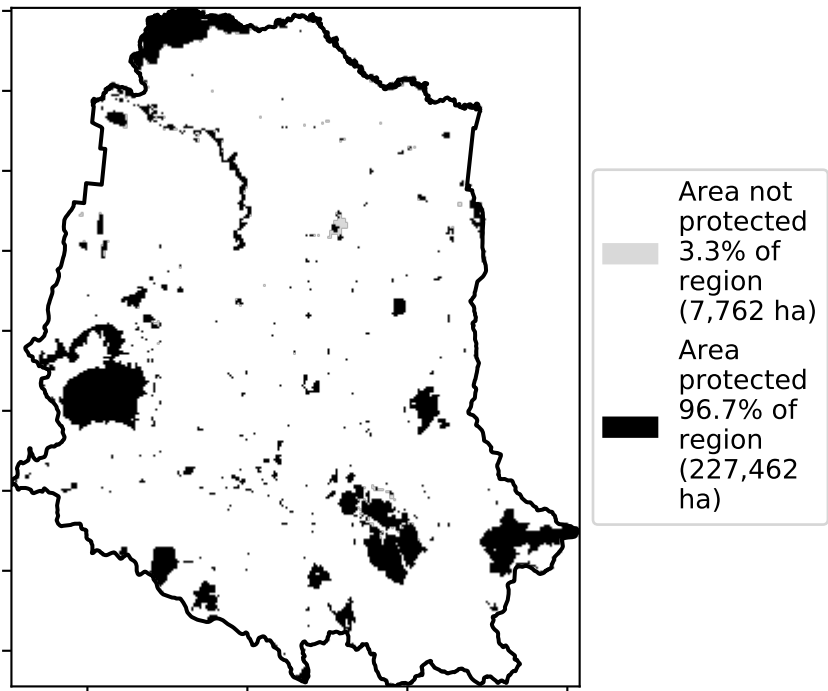 Area not
protected
3.3% of
region
(7,762 ha)
Area
protected
96.7% of
region
(227,462
ha)